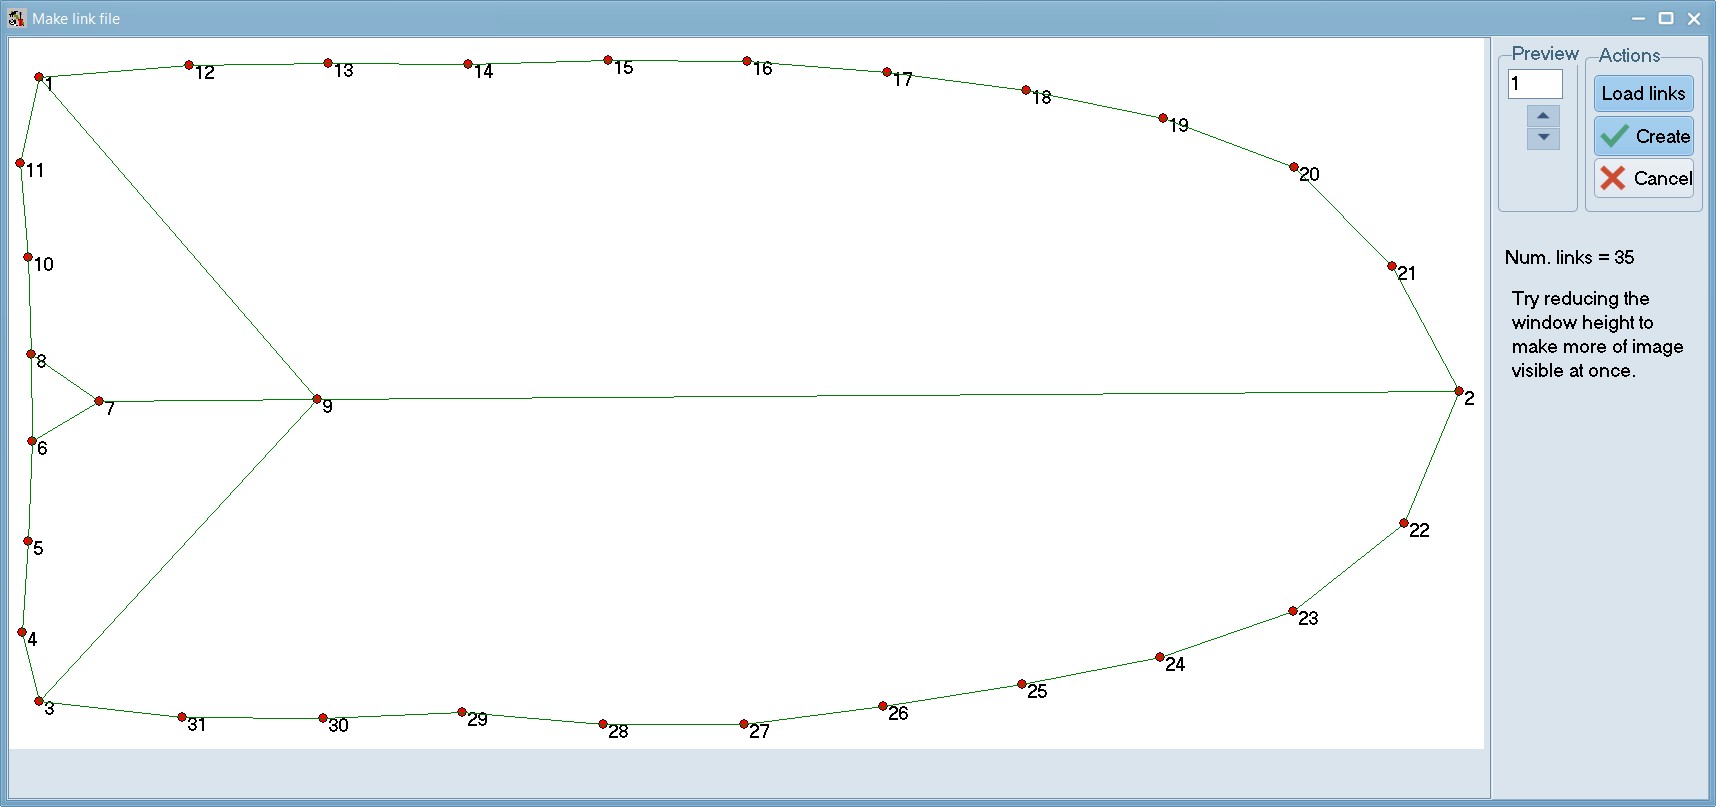 Make link file
1
12
13
14
15
16
17
18
19
20
21
2
11
10
8
7
9
6
5
4
3
31
30
29
28
27
26
25
24
23
22
Preview
1
Actions
Load links
Create
Cancel
Num. links = 35
Try reducing the
window height to
make more of image
visible at once.